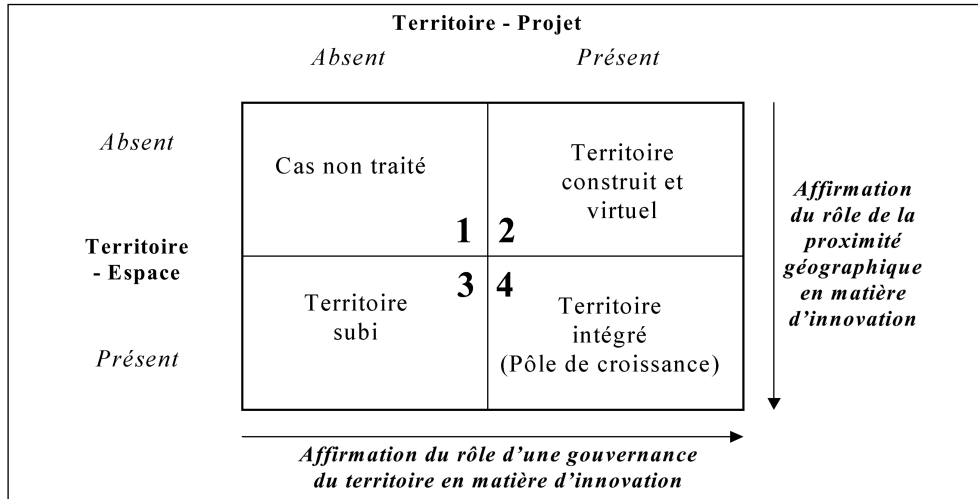 Territoire - Projet
Absent
Présent
Absent
Cas non traité
Territoire
construit et
virtuel
Territoire
- Espace
1
2
3
4
Présent
Territoire
subi
Territoire
intégré
(Pôle de croissance)
Affirmation
du rôle de la
proximité
géographique
en matière
d’innovation
Affirmation du rôle d’une gouvernance
du territoire en matière d’innovation